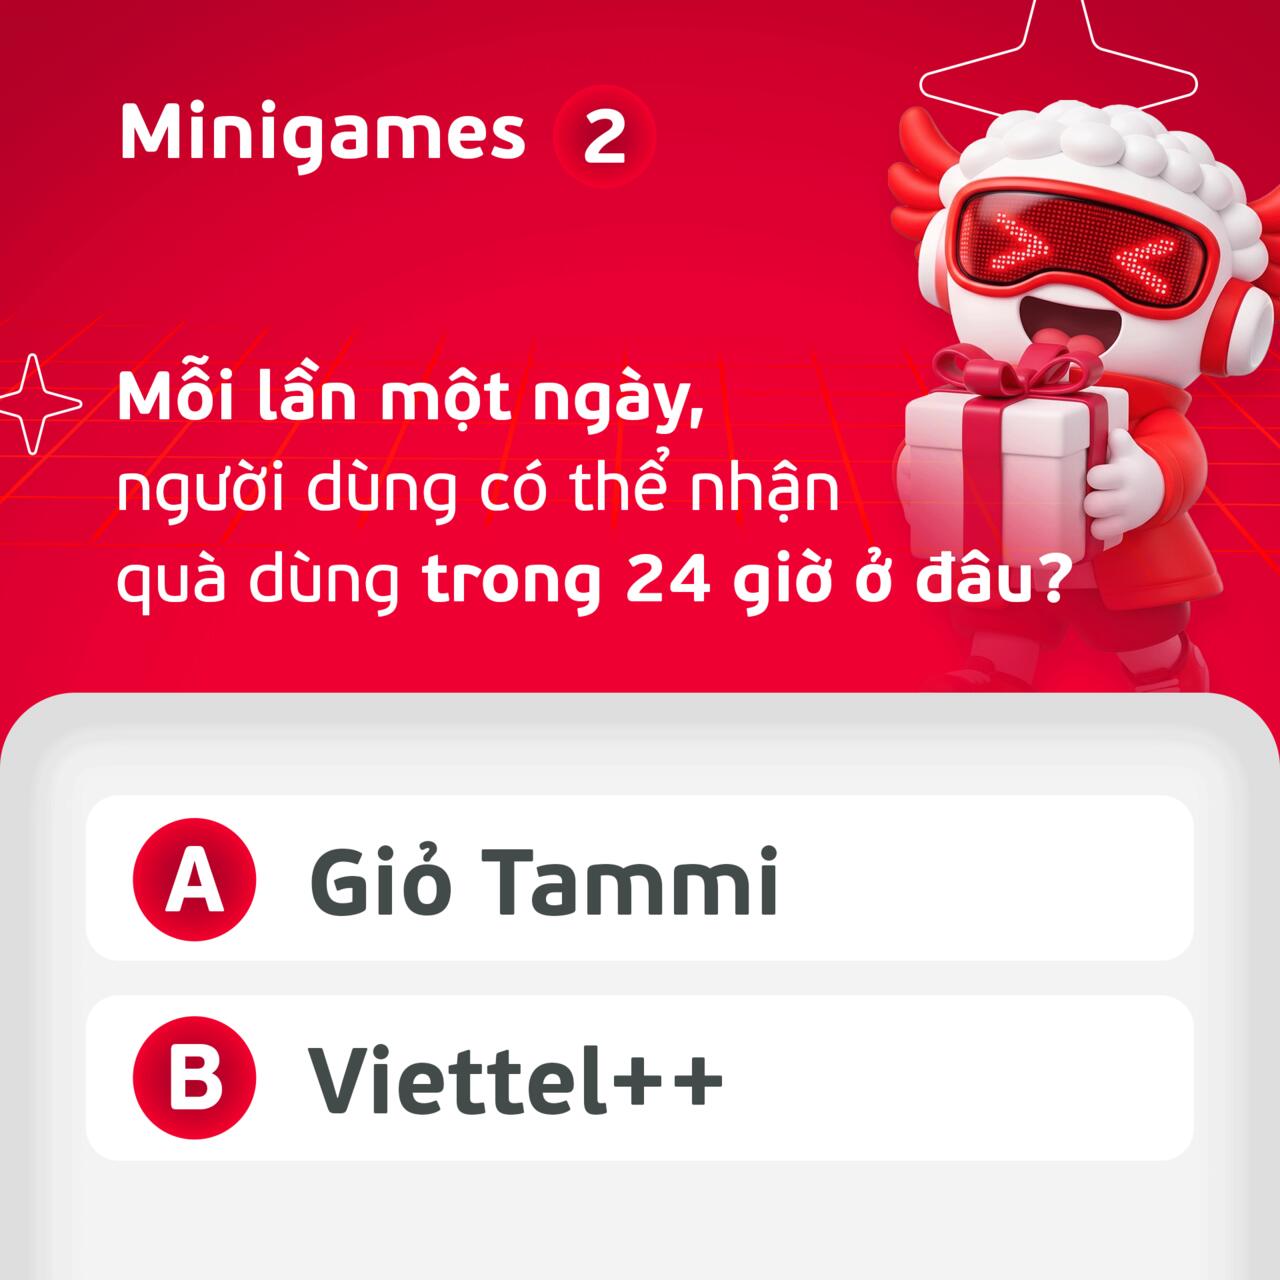 Minigames 2
Mỗi lần một ngày,
người dùng có thể nhận
quà dùng trong 24 giờ ở đâu?
A Giỏ Tammi
B Viettel++